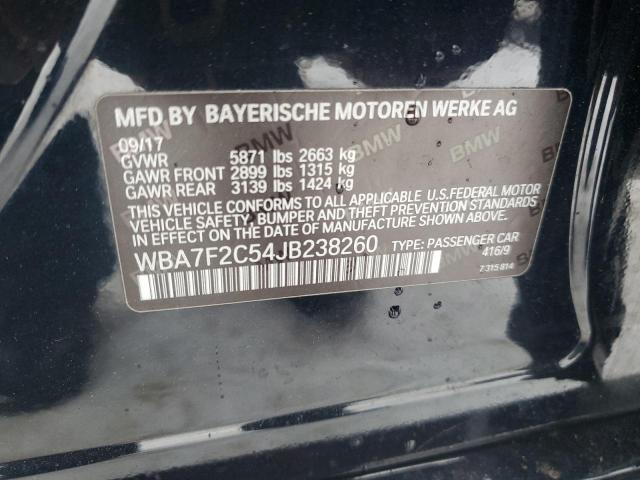 MFD BY BAYERISCHE MOTOREN WERKE AG
09/17
GVWR 5871 lbs 2663 kg
GAWR FRONT 2899 lbs 1315 kg
GAWR REAR 3139 lbs 1424 kg
THIS VEHICLE CONFORMS TO ALL APPLICABLE U.S.FEDERAL MOTOR
VEHICLE SAFETY, BUMPER AND THEFT PREVENTION STANDARDS
IN EFFECT ON THE DATE OF MANUFACTURE SHOWN ABOVE.
WBA7F2C54JB238260 TYPE: PASSENGER CAR
416/9
7 315 814